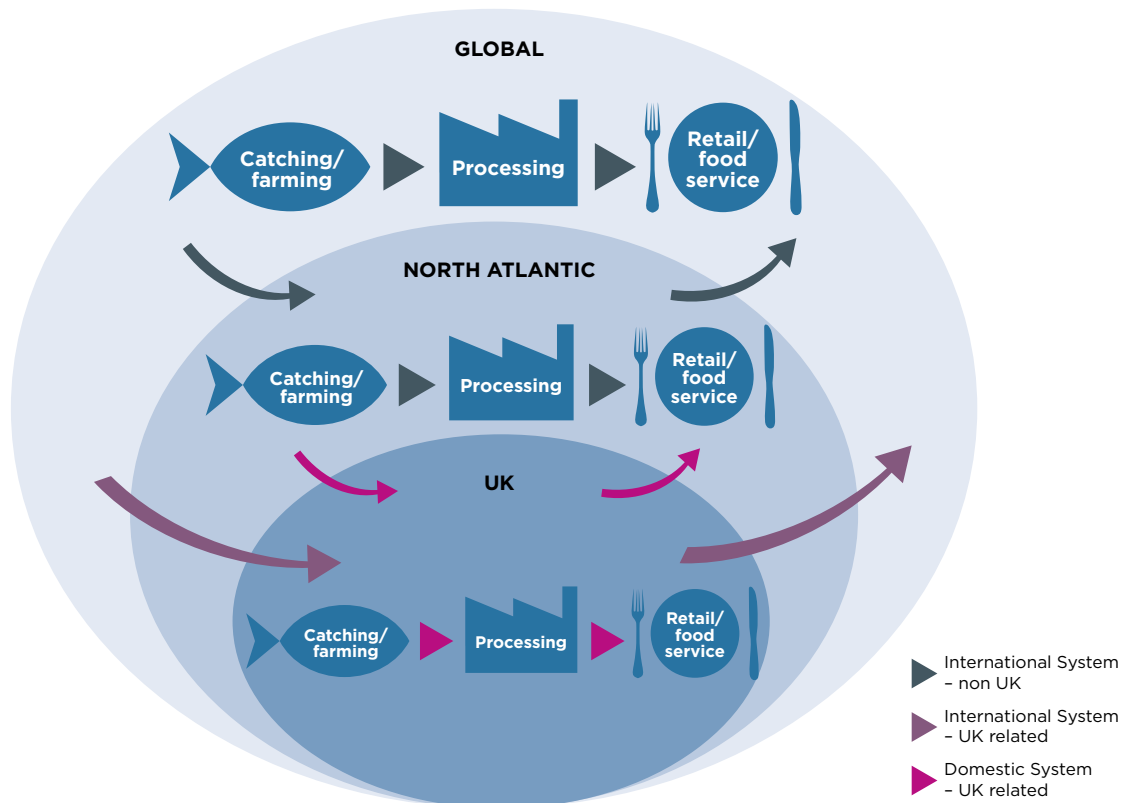 GLOBAL
Catching/
farming
Processing
Retail/
food
service
NORTH ATLANTIC
Catching/
farming
Processing
Retail/
food
service
UK
Catching/
farming
Processing
Retail/
food
service
International System
– non UK
International System
– UK related
Domestic System
– UK related